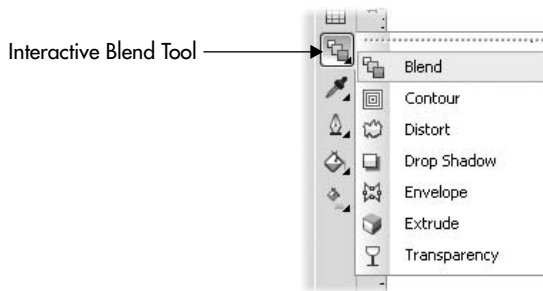 Interactive Blend Tool
Blend
Contour
Distort
Drop Shadow
Envelope
Extrude
Transparency